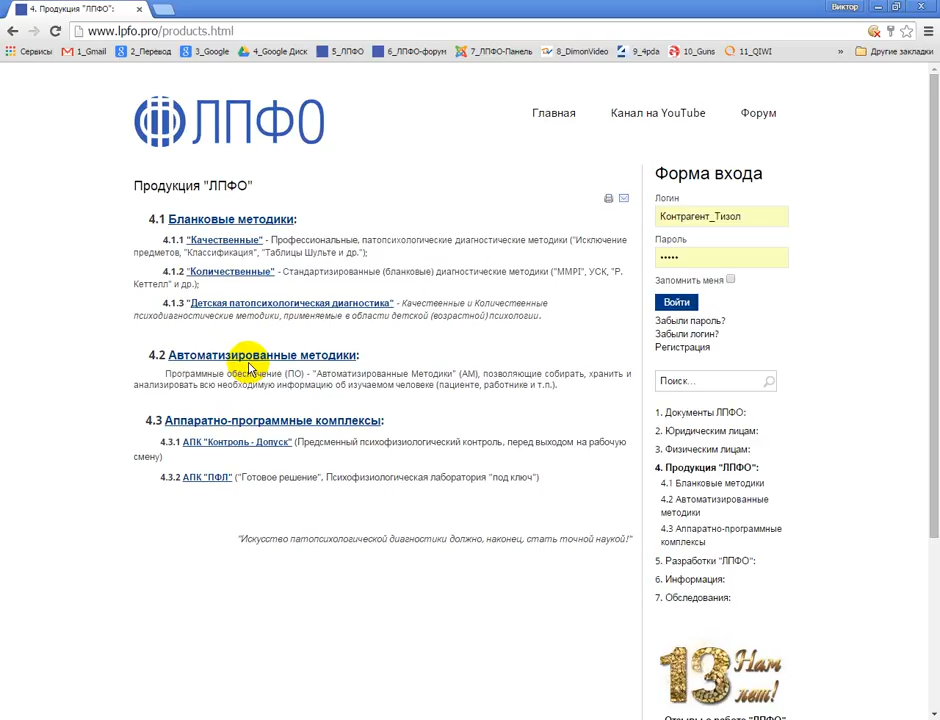 4. Продукция "ЛПФО":
Виктор
www.lpfo.pro/products.html
Сервисы 1_Gmail 2_Перевод 3_Google 4_Google Диск 5_ЛПФО 6_ЛПФО-форум 7_ЛПФО-Панель 8_DimonVideo 9_4pda 10_Guns 11_QIWI » Другие закладки
ЛПФО
Главная Канал на YouTube Форум
Продукция "ЛПФО"
4.1 Бланковые методики:
4.1.1 "Качественные" - Профессиональные, патопсихологические диагностические методики ("Исключение
предметов, "Классификация", "Таблицы Шульте и др.");
4.1.2 "Количественные" - Стандартизированные (бланковые) диагностические методики ("MMPI", УСК, "Р.
Кеттелл" и др.);
4.1.3 "Детская патопсихологическая диагностика" - Качественные и Количественные
психодиагностические методики, применяемые в области детской (возрастной) психологии.
4.2 Автоматизированные методики:
Программные обеспечение (ПО) - "Автоматизированные Методики" (АМ), позволяющие собирать, хранить и
анализировать всю необходимую информацию об изучаемом человеке (пациенте, работнике и т.п.).
4.3 Аппаратно-программные комплексы:
4.3.1 АПК "Контроль - Допуск" (Предсменный психофизиологический контроль, перед выходом на рабочую
смену)
4.3.2 АПК "ПФЛ" ("Готовое решение", Психофизиологическая лаборатория "под ключ")
"Искусство патопсихологической диагностики должно, наконец, стать точной наукой!"
Форма входа
Логин
Контрагент_Тизол
Пароль
•••••
Запомнить меня
Войти
Забыли пароль?
Забыли логин?
Регистрация
Поиск...
1. Документы ЛПФО:
2. Юридическим лицам:
3. Физическим лицам:
4. Продукция "ЛПФО":
4.1 Бланковые методики
4.2 Автоматизированные
методики
4.3 Аппаратно-программные
комплексы
5. Разработки "ЛПФО":
6. Информация:
7. Обследования:
13 Нам
лет!
Отзывы о работе "ЛПФО"